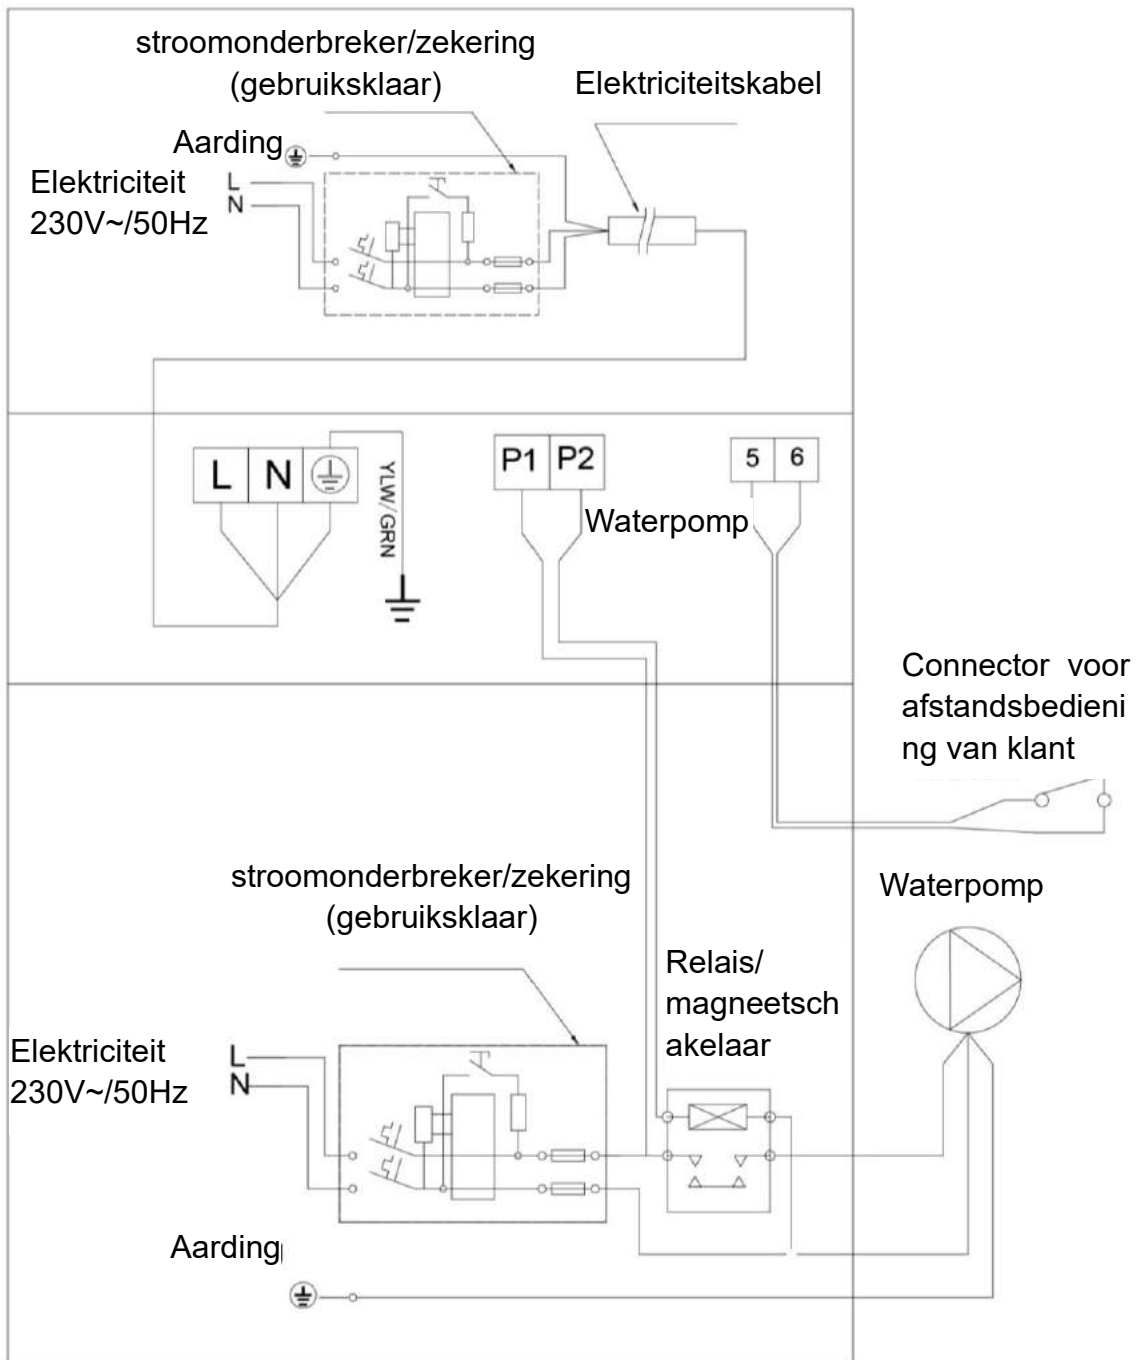 stroomonderbreker/zekering
(gebruiksklaar)
Elektriciteitskabel
Aarding
Elektriciteit
230V~/50Hz
L
N
L N
YLW/GRN
P1 P2
Waterpomp
5 6
Connector voor
afstandsbedieni
ng van klant
stroomonderbreker/zekering
(gebruiksklaar)
Waterpomp
Relais/
magneetsch
akelaar
Elektriciteit
230V~/50Hz
L
N
Aarding